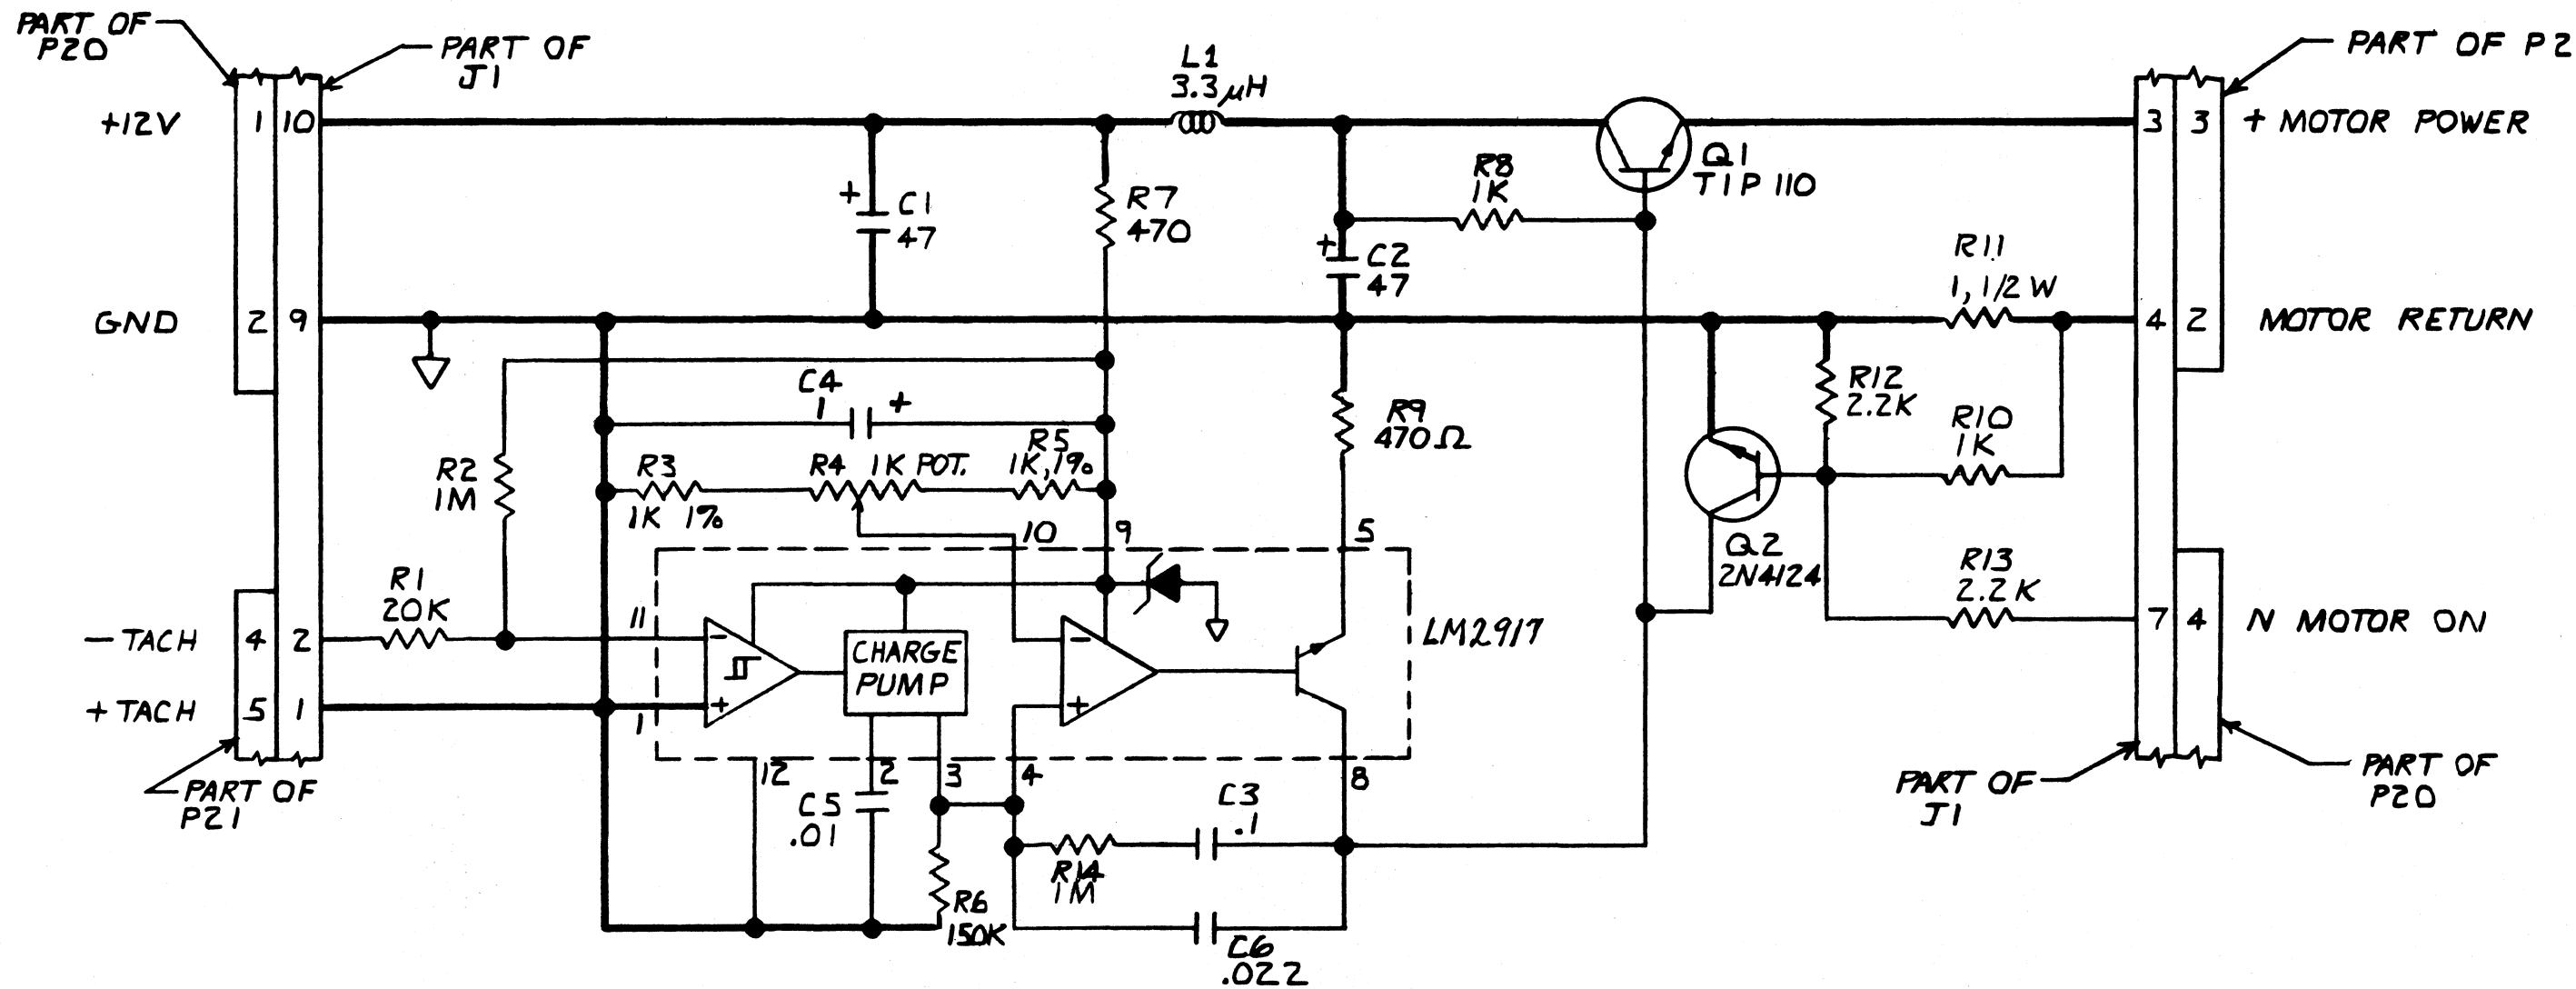 PART OF
P20
PART OF
J1
L1
3.3μH
PART OF P2
+12V
1 10
3 3
+ MOTOR POWER
Q1
TIP 110
R8
1K
+ C1
47
R7
470
+ C2
47
R11
1, 1/2 W
GND
2 9
4 2
MOTOR RETURN
C4
1 +
R12
2.2K
R9
470Ω
R10
1K
R2
1M
R3
1K 1%
R4 1K POT.
R5
1K, 1%
10 9 5
Q2
2N4124
R1
20K
R13
2.2K
- TACH
4 2
11
-
CHARGE
PUMP
-
LM2917
7 4
N MOTOR ON
+ TACH
5 1
1
+
+
12 2 3 4 8
PART OF
P21
C5
.01
C3
.1
R14
1M
R6
150K
C6
.022
PART OF
J1
PART OF
P20